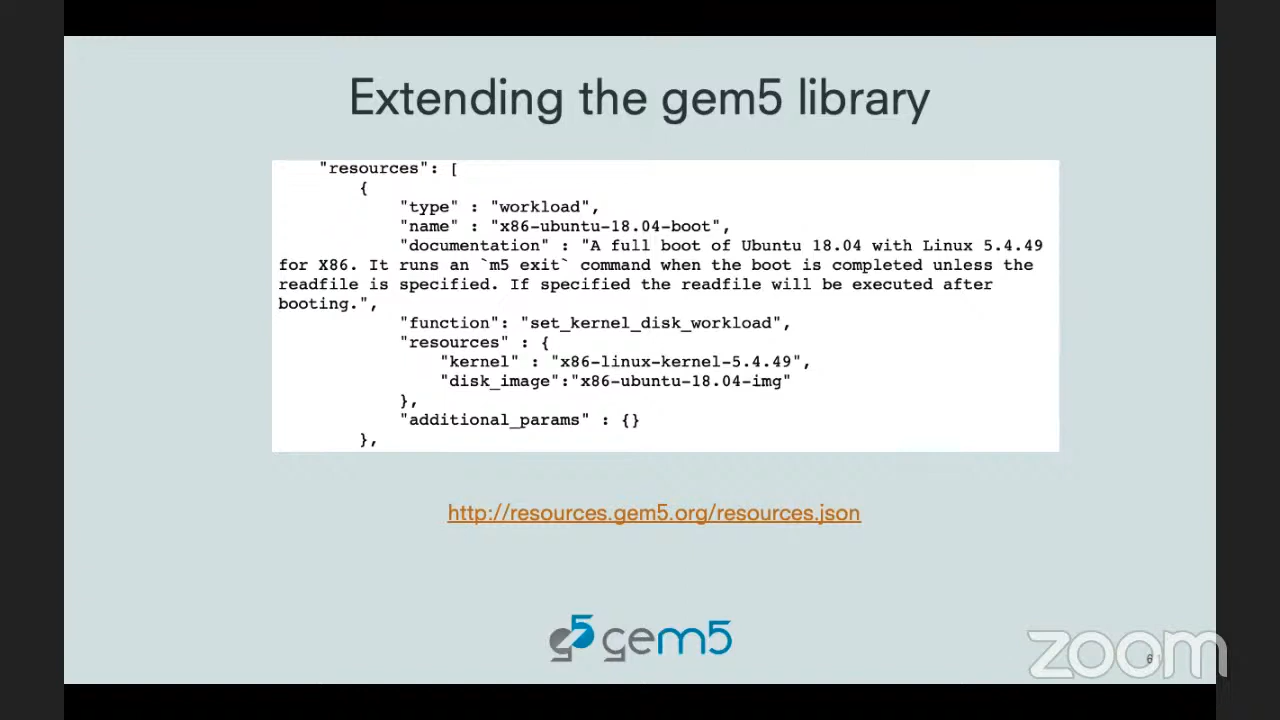 Extending the gem5 library
"resources": [
{
"type" : "workload",
"name" : "x86-ubuntu-18.04-boot",
"documentation" : "A full boot of Ubuntu 18.04 with Linux 5.4.49
for X86. It runs an `m5 exit` command when the boot is completed unless the
readfile is specified. If specified the readfile will be executed after
booting.",
"function": "set_kernel_disk_workload",
"resources" : {
"kernel" : "x86-linux-kernel-5.4.49",
"disk_image":"x86-ubuntu-18.04-img"
},
"additional_params" : {}
},
http://resources.gem5.org/resources.json
g5 gem5
zoom